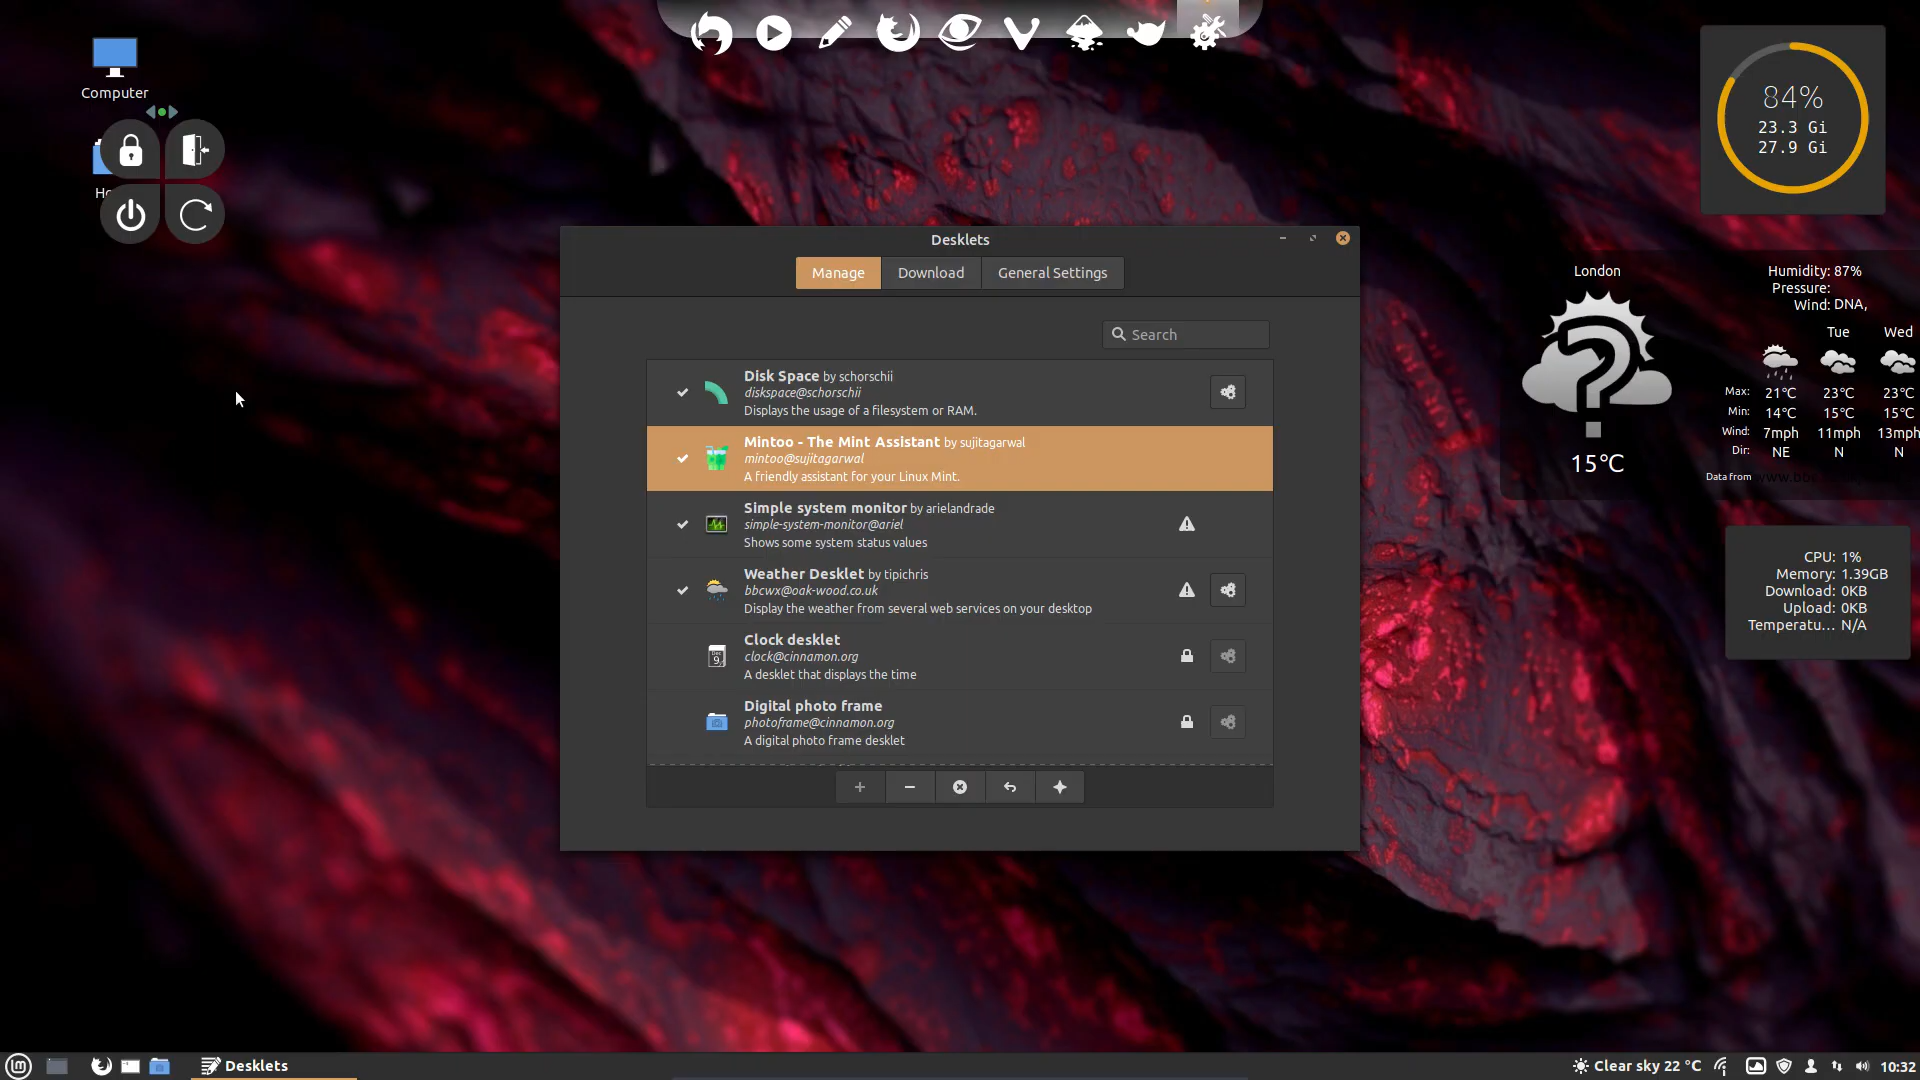 Computer
84%
23.3 Gi
27.9 Gi
Desklets
Manage
Download
General Settings
Search
Disk Space by schorschii
diskspace@schorschii
Displays the usage of a filesystem or RAM.
Mintoo - The Mint Assistant by sujitagarwal
mintoo@sujitagarwal
A friendly assistant for your Linux Mint.
Simple system monitor by arielandrade
simple-system-monitor@ariel
Shows some system status values
Weather Desklet by tipichris
bbcwx@oak-wood.co.uk
Display the weather from several web services on your desktop
Clock desklet
clock@cinnamon.org
A desklet that displays the time
Digital photo frame
photoframe@cinnamon.org
A digital photo frame desklet
London
15°C
Humidity: 87%
Pressure:
Wind: DNA,
Tue Wed
Max: 21°C 23°C 23°C
Min: 14°C 15°C 15°C
Wind: 7mph 11mph 13mph
Dir: NE N N
Data from
CPU: 1%
Memory: 1.39GB
Download: 0KB
Upload: 0KB
Temperatu... N/A
Desklets
Clear sky 22 °C
10:32